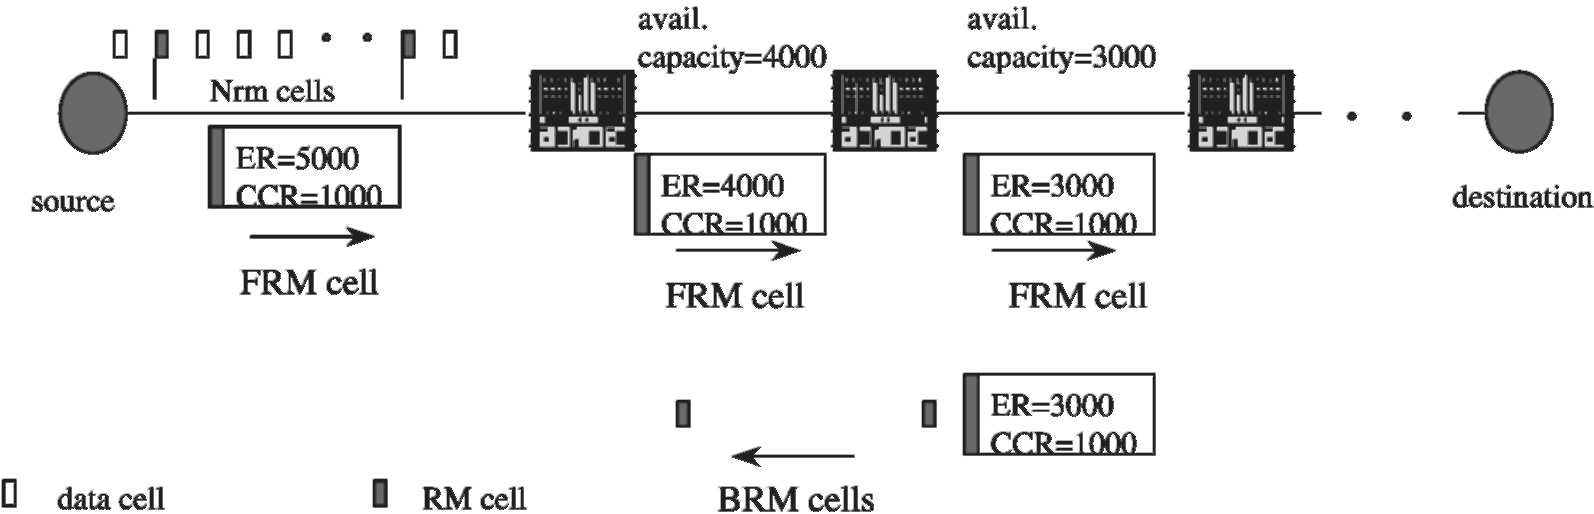 avail.
capacity=4000
avail.
capacity=3000
Nrm cells
ER=5000
CCR=1000
FRM cell
source
ER=4000
CCR=1000
FRM cell
ER=3000
CCR=1000
FRM cell
destination
ER=3000
CCR=1000
BRM cells
data cell
RM cell